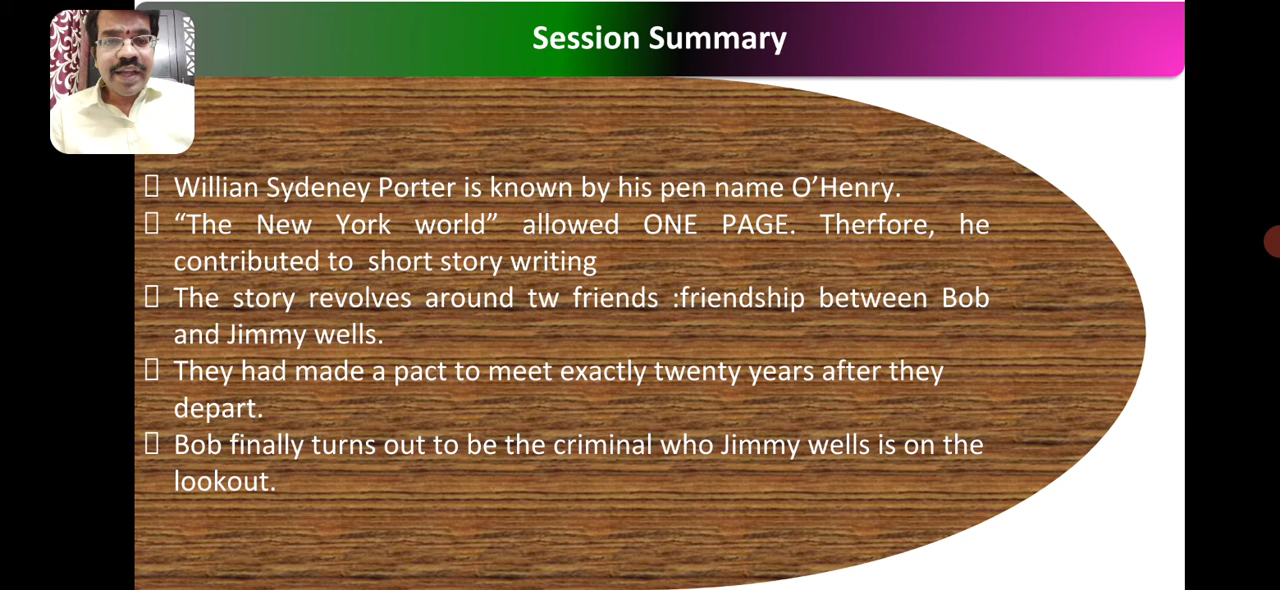 Session Summary
Willian Sydeney Porter is known by his pen name O’Henry.
“The New York world” allowed ONE PAGE. Therfore, he
contributed to short story writing
The story revolves around tw friends :friendship between Bob
and Jimmy wells.
They had made a pact to meet exactly twenty years after they
depart.
Bob finally turns out to be the criminal who Jimmy wells is on the
lookout.